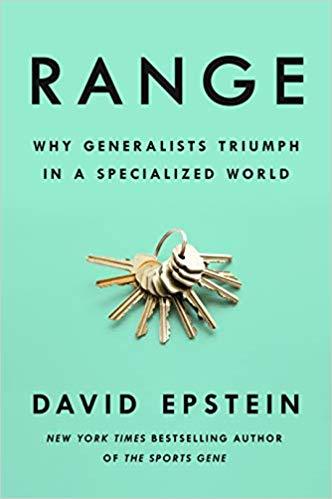 RANGE
WHY GENERALISTS TRIUMPH
IN A SPECIALIZED WORLD
DAVID EPSTEIN
NEW YORK TIMES BESTSELLING AUTHOR
OF THE SPORTS GENE